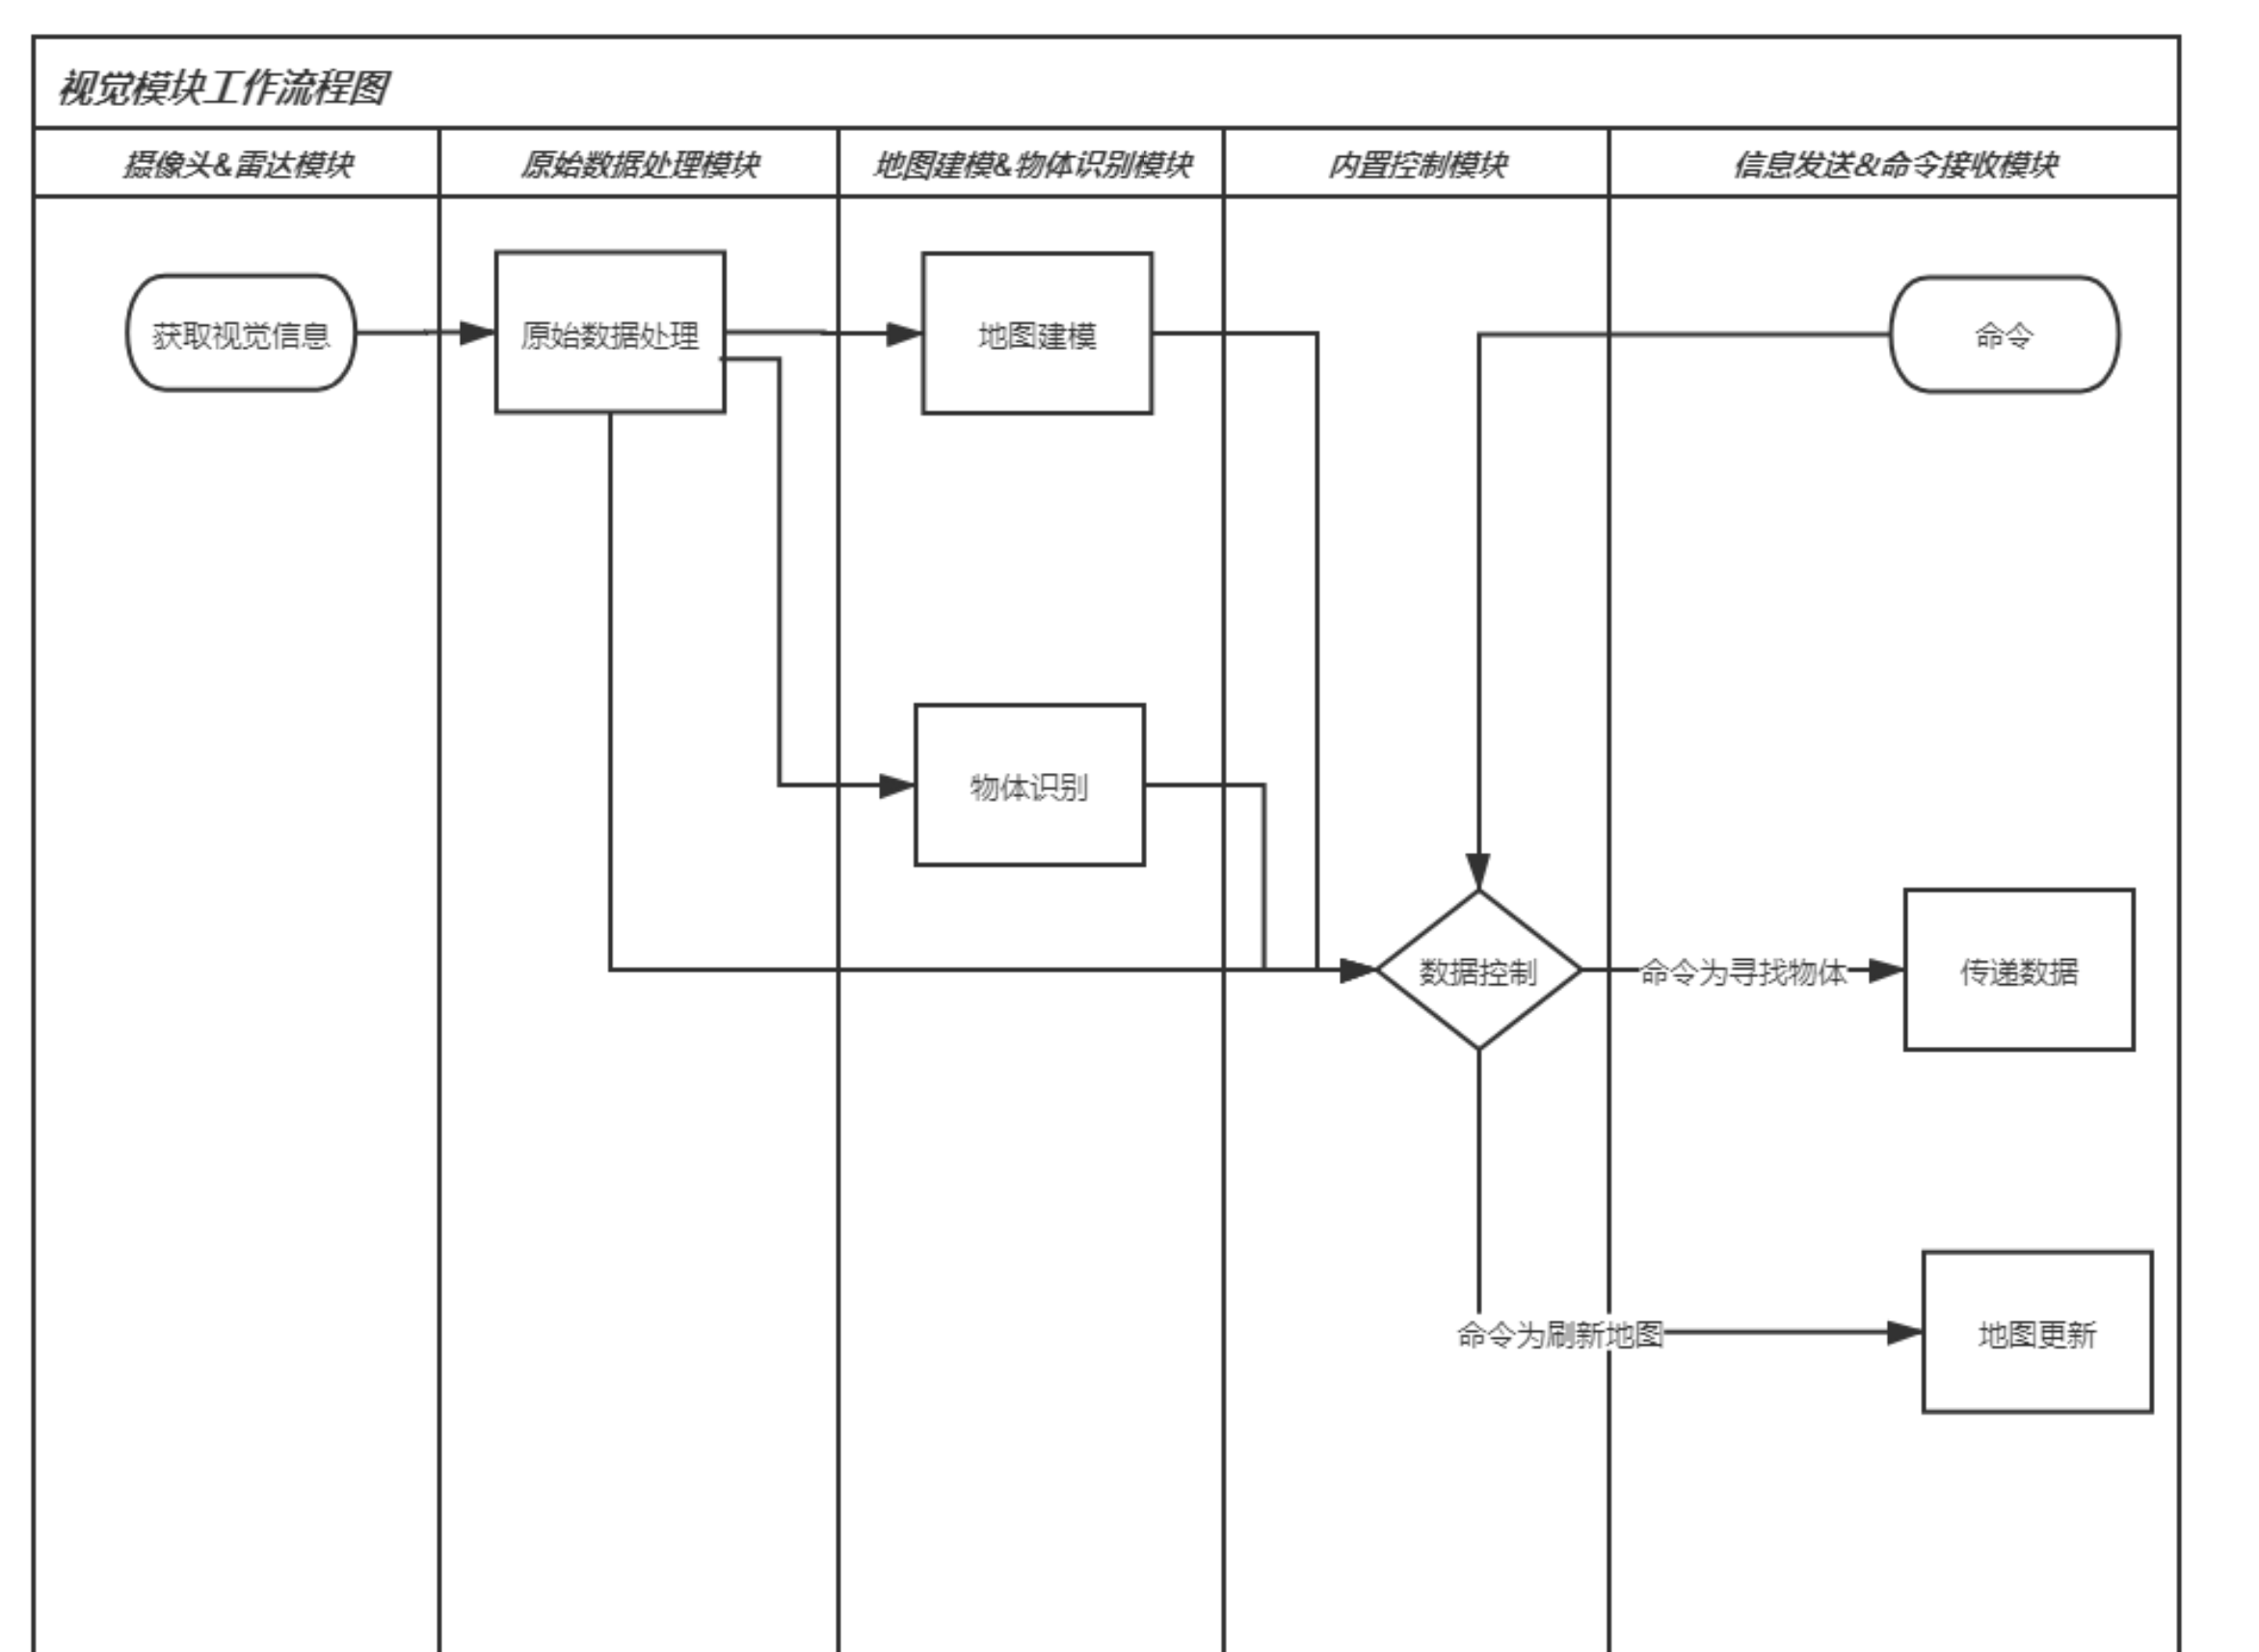 视觉模块工作流程图
摄像头&雷达模块
原始数据处理模块
地图建模&物体识别模块
内置控制模块
信息发送&命令接收模块
获取视觉信息
原始数据处理
地图建模
命令
物体识别
数据控制
命令为寻找物体
传递数据
命令为刷新地图
地图更新